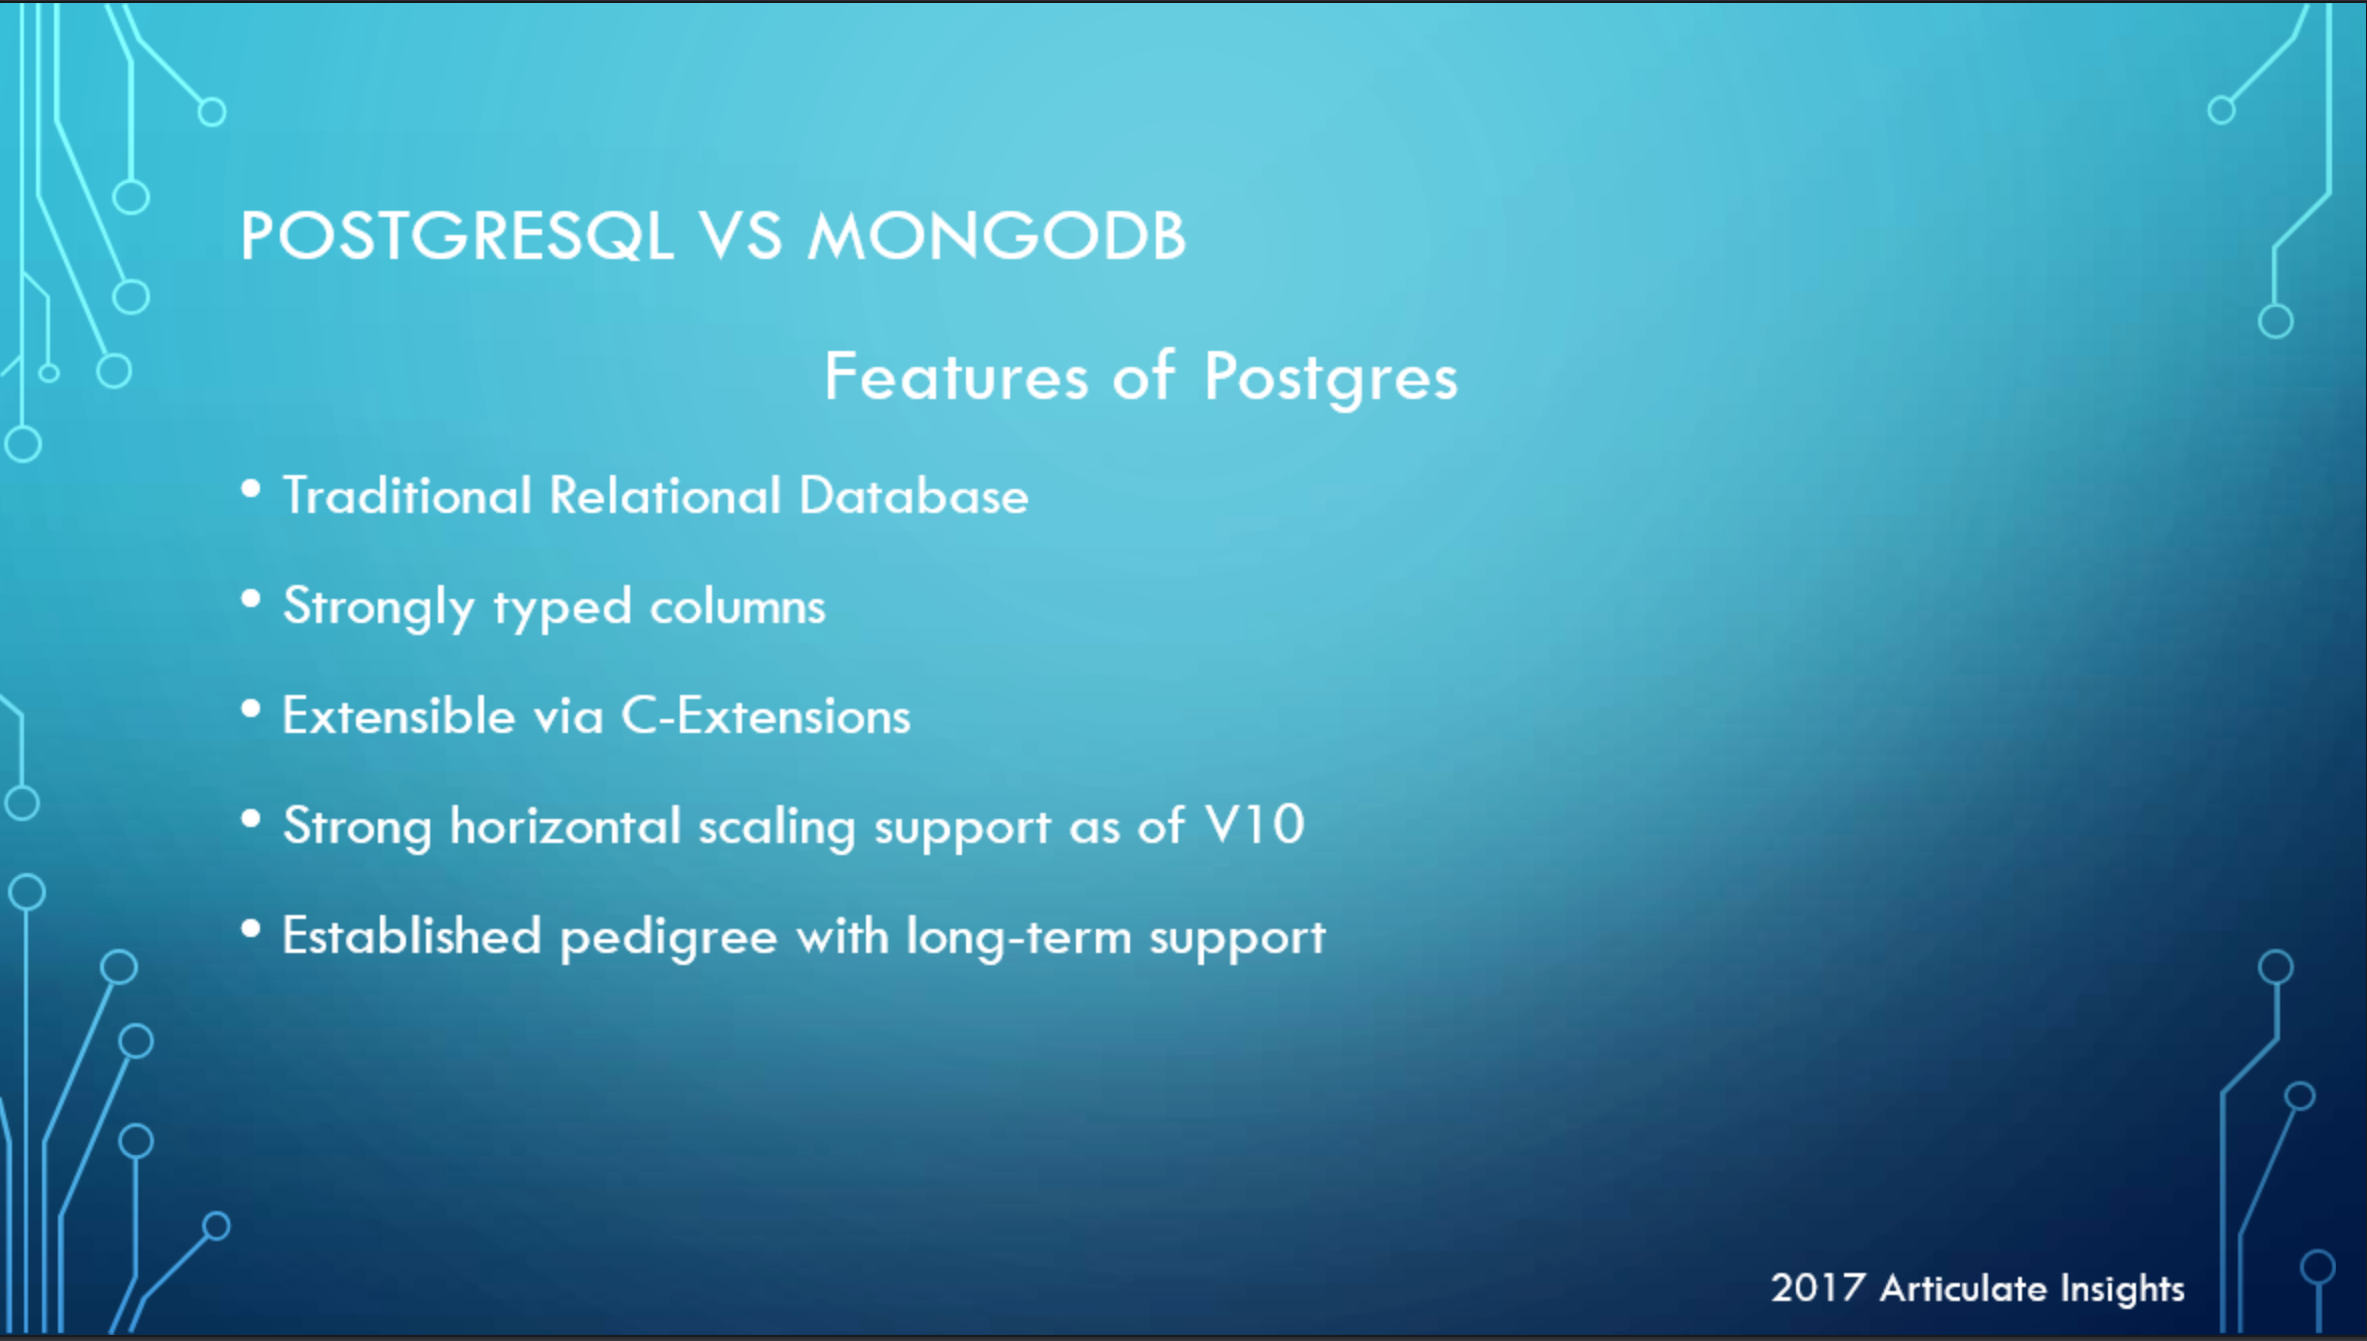 POSTGRESQL VS MONGODB
Features of Postgres
• Traditional Relational Database
• Strongly typed columns
• Extensible via C-Extensions
• Strong horizontal scaling support as of V10
• Established pedigree with long-term support
2017 Articulate Insights